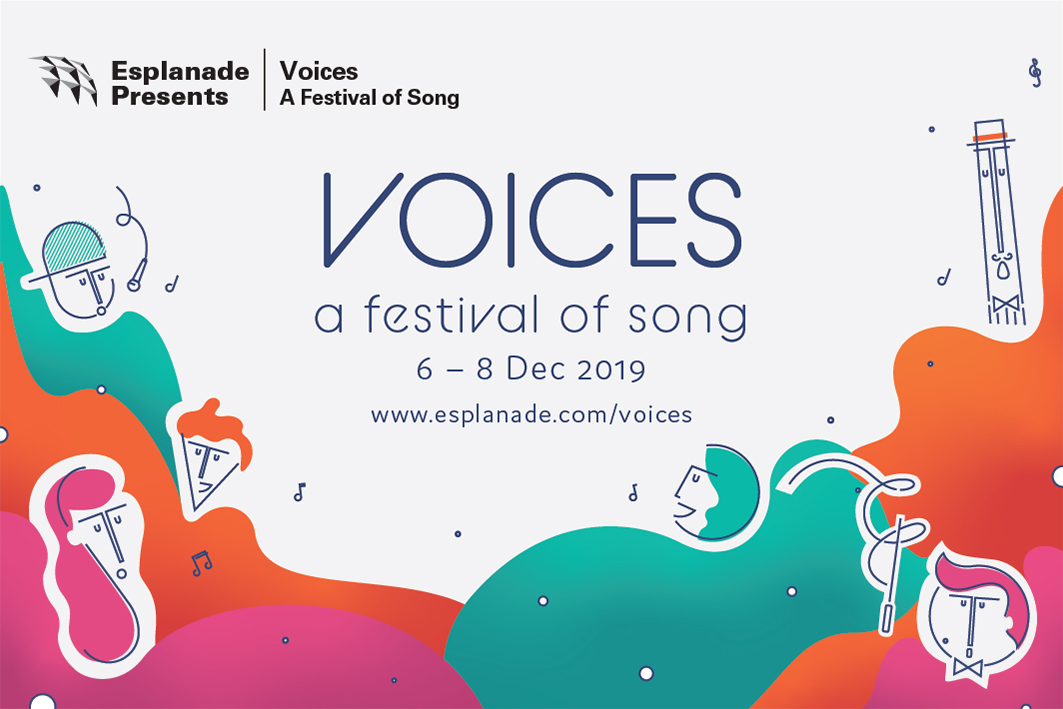 Esplanade
Presents
Voices
A Festival of Song
VOICES
a festival of song
6 – 8 Dec 2019
www.esplanade.com/voices